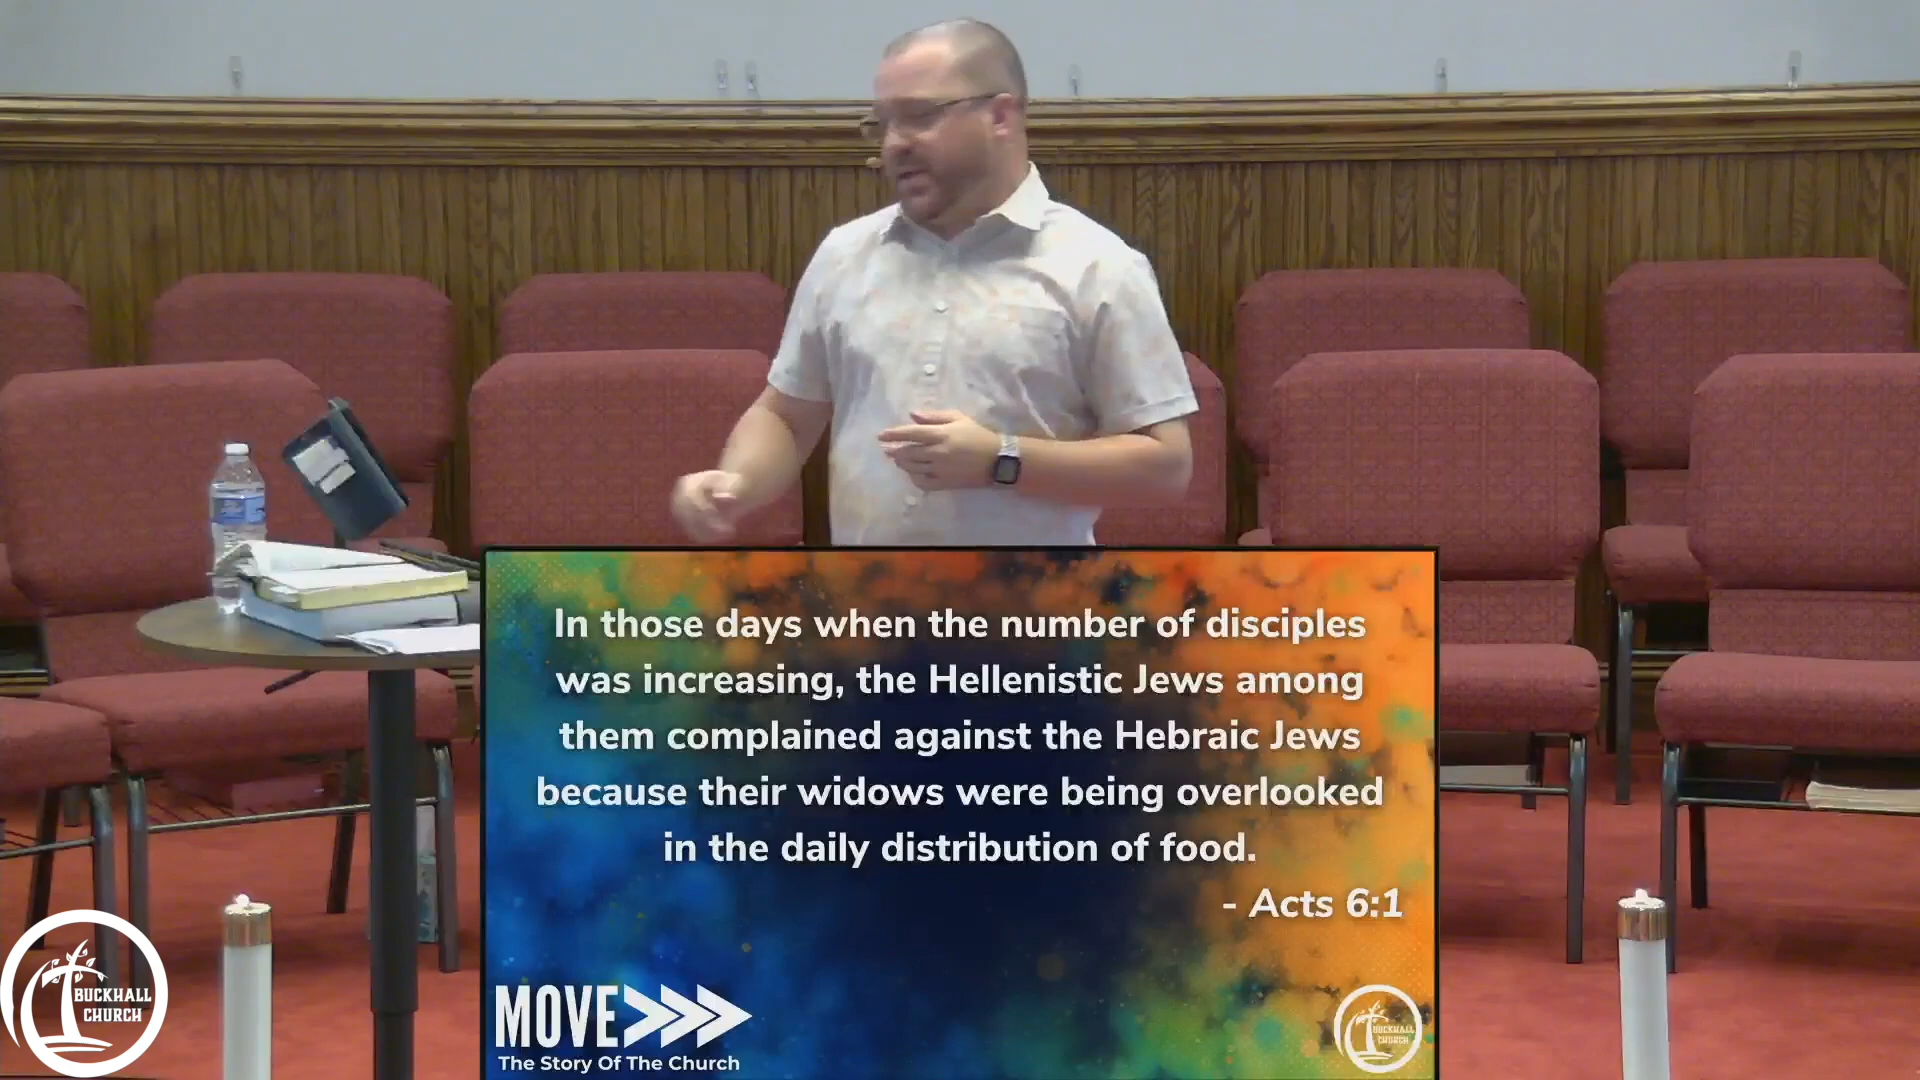 In those days when the number of disciples
was increasing, the Hellenistic Jews among
them complained against the Hebraic Jews
because their widows were being overlooked
in the daily distribution of food.
- Acts 6:1
MOVE
The Story Of The Church
BUCKHALL
CHURCH
BUCKHALL
CHURCH